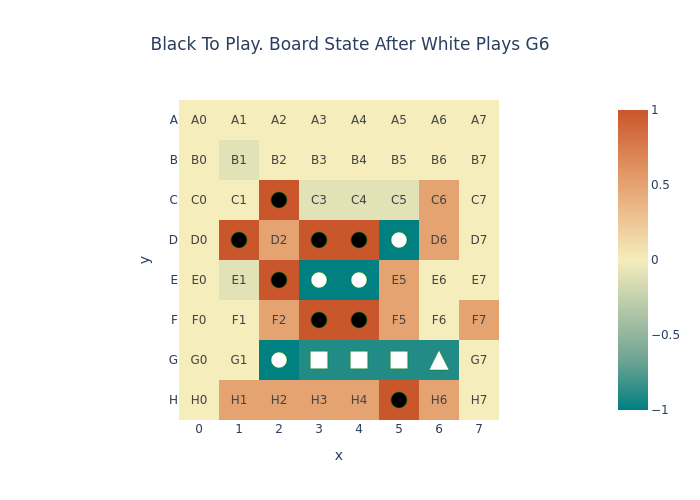 Black To Play. Board State After White Plays G6
A A0 A1 A2 A3 A4 A5 A6 A7
B B0 B1 B2 B3 B4 B5 B6 B7
C C0 C1 C3 C4 C5 C6 C7
D D0 D2 D6 D7
E E0 E1 E5 E6 E7
F F0 F1 F2 F5 F6 F7
G G0 G1 G7
H H0 H1 H2 H3 H4 H6 H7
0 1 2 3 4 5 6 7
x
y
1
0.5
0
−0.5
−1